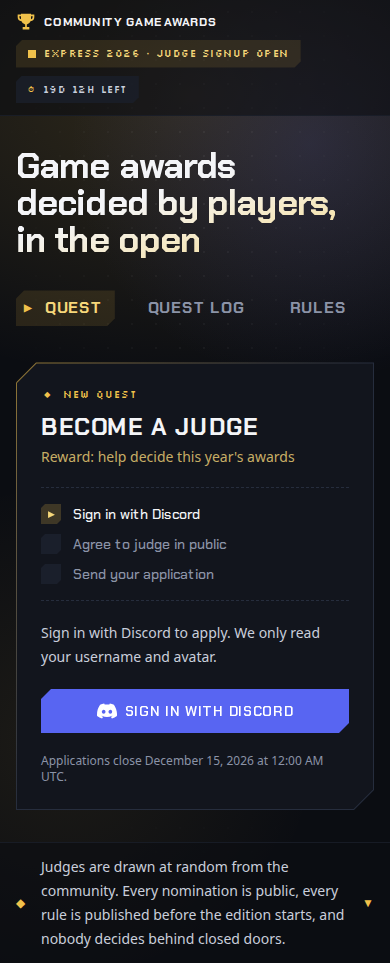 COMMUNITY GAME AWARDS
EXPRESS 2026 · JUDGE SIGNUP OPEN
19D 12H LEFT
Game awards
decided by players,
in the open
QUEST QUEST LOG RULES
NEW QUEST
BECOME A JUDGE
Reward: help decide this year's awards
Sign in with Discord
Agree to judge in public
Send your application
Sign in with Discord to apply. We only read
your username and avatar.
SIGN IN WITH DISCORD
Applications close December 15, 2026 at 12:00 AM
UTC.
Judges are drawn at random from the
community. Every nomination is public, every
rule is published before the edition starts, and
nobody decides behind closed doors.